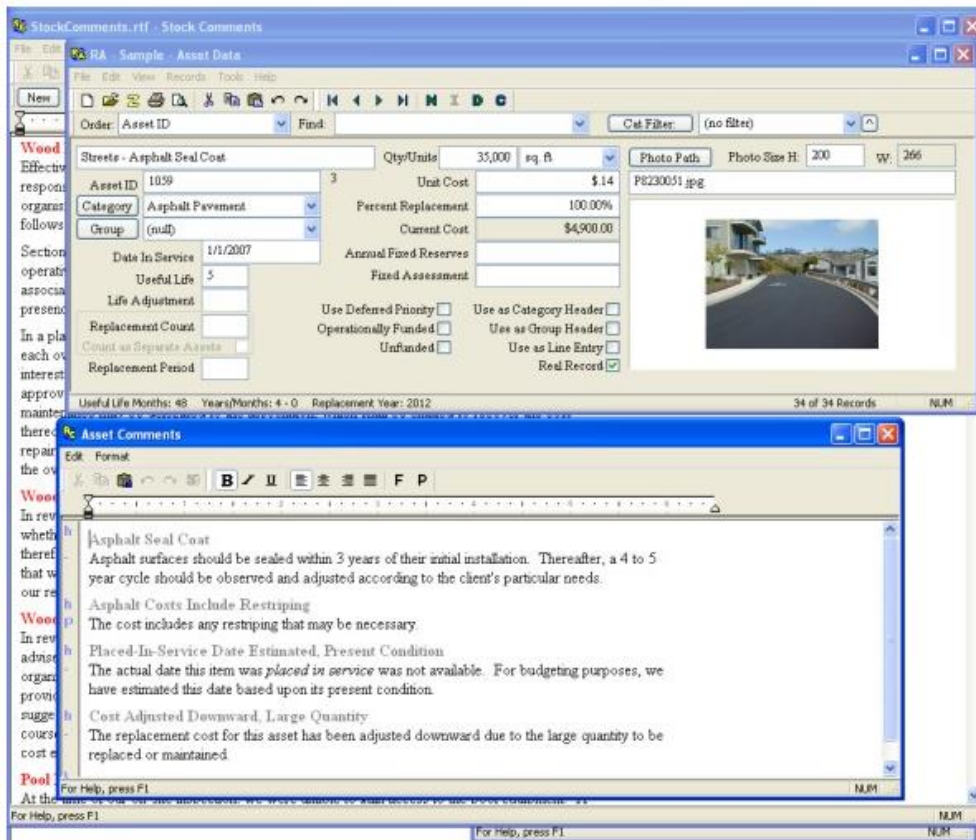 StockComments.rtf - Stock Comments
File Edit
RA - Sample - Asset Data
File Edit View Records Tools Help
New
Order: Asset ID Find: Cat Filter: (no filter)
Wood
Effectiv
respons
organiz
follows
Section
operatin
associa
presenc
In a pla
each ov
interest
approv
mainte
thereo
repair
the ov
Wood
In rev
wheth
theref
that w
our re
Wood
In rev
advise
organ
provid
sugge
cours
cost e
Pool
Streets - Asphalt Seal Coat Qty/Units 35,000 sq. ft Photo Path Photo Size H: 200 W: 266
Asset ID 1059 3 Unit Cost $.14 P8230051.jpg
Category Asphalt Pavement Percent Replacement 100.00%
Group (null) Current Cost $4,900.00
Date In Service 1/1/2007 Annual Fixed Reserves
Useful Life 5 Fixed Assessment
Life Adjustment
Use Deferred Priority Use as Category Header
Replacement Count Operationally Funded Use as Group Header
Count as Separate Assets Unfunded Use as Line Entry
Replacement Period Real Record
Useful Life Months: 48 Years/Months: 4 - 0 Replacement Year: 2012 34 of 34 Records NUM
Asset Comments
Edit Format
B I U F P
h Asphalt Seal Coat
Asphalt surfaces should be sealed within 3 years of their initial installation. Thereafter, a 4 to 5
year cycle should be observed and adjusted according to the client's particular needs.
h Asphalt Costs Include Restriping
p The cost includes any restriping that may be necessary.
h Placed-In-Service Date Estimated, Present Condition
The actual date this item was placed in service was not available. For budgeting purposes, we
have estimated this date based upon its present condition.
h Cost Adjusted Downward, Large Quantity
The replacement cost for this asset has been adjusted downward due to the large quantity to be
replaced or maintained.
For Help, press F1 NUM
For Help, press F1 NUM
For Help, press F1 NUM